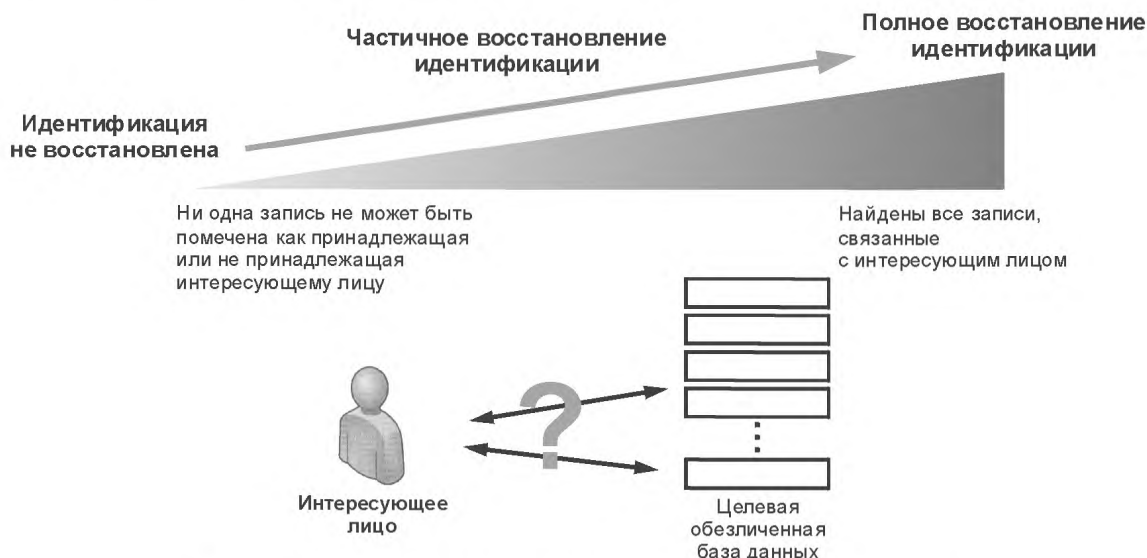 Частичное восстановление
идентификации
Полное восстановление
идентификации
Идентификация
не восстановлена
Ни одна запись не может быть
помечена как принадлежащая
или не принадлежащая
интересующему лицу
Найдены все записи,
связанные
с интересующим лицом
?
Интересующее
лицо
Целевая
обезличенная
база данных